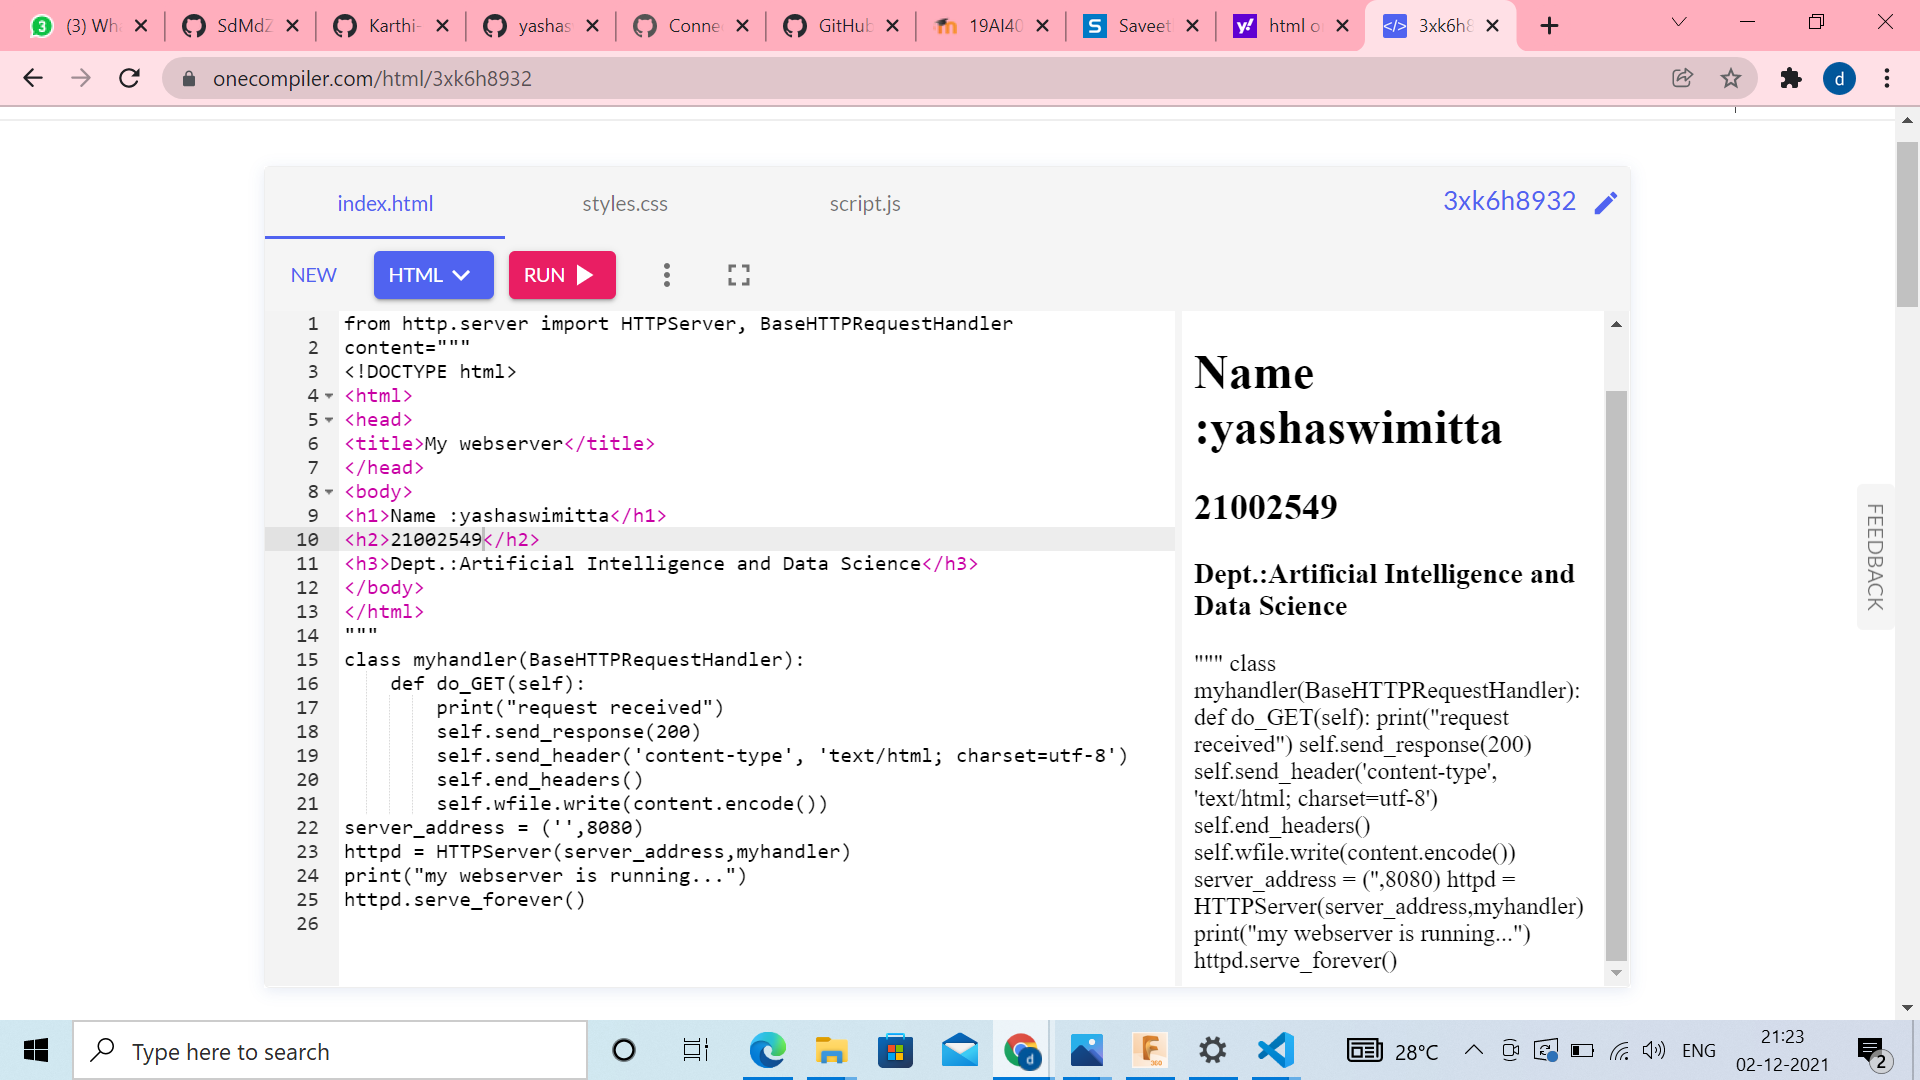 (3) Wha
SdMdZ
Karthi-
yashas
Connec
GitHub
19AI40
Saveet
html o
3xk6h8
onecompiler.com/html/3xk6h8932
d
index.html
styles.css
script.js
3xk6h8932
NEW
HTML
RUN
1 from http.server import HTTPServer, BaseHTTPRequestHandler
2 content="""
3 <!DOCTYPE html>
4 <html>
5 <head>
6 <title>My webserver</title>
7 </head>
8 <body>
9 <h1>Name :yashaswimitta</h1>
10 <h2>21002549</h2>
11 <h3>Dept.:Artificial Intelligence and Data Science</h3>
12 </body>
13 </html>
14 """
15 class myhandler(BaseHTTPRequestHandler):
16 def do_GET(self):
17 print("request received")
18 self.send_response(200)
19 self.send_header('content-type', 'text/html; charset=utf-8')
20 self.end_headers()
21 self.wfile.write(content.encode())
22 server_address = ('',8080)
23 httpd = HTTPServer(server_address,myhandler)
24 print("my webserver is running...")
25 httpd.serve_forever()
26
Name
:yashaswimitta
21002549
Dept.:Artificial Intelligence and
Data Science
""" class
myhandler(BaseHTTPRequestHandler):
def do_GET(self): print("request
received") self.send_response(200)
self.send_header('content-type',
'text/html; charset=utf-8')
self.end_headers()
self.wfile.write(content.encode())
server_address = ('',8080) httpd =
HTTPServer(server_address,myhandler)
print("my webserver is running...")
httpd.serve_forever()
FEEDBACK
Type here to search
28°C
ENG
21:23
02-12-2021
2